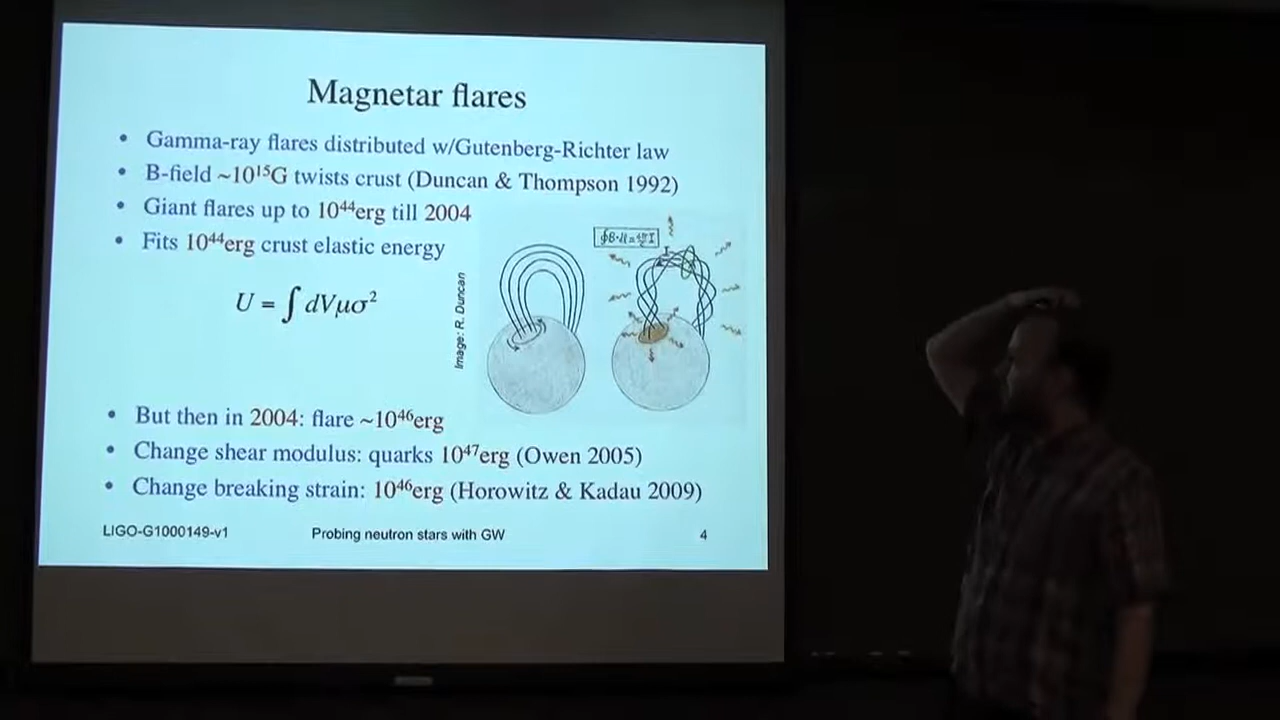 Magnetar flares
• Gamma-ray flares distributed w/Gutenberg-Richter law
• B-field ~10¹⁵G twists crust (Duncan & Thompson 1992)
• Giant flares up to 10⁴⁴erg till 2004
• Fits 10⁴⁴erg crust elastic energy
U = ∫ dVμσ²
Image: R. Duncan
• But then in 2004: flare ~10⁴⁶erg
• Change shear modulus: quarks 10⁴⁷erg (Owen 2005)
• Change breaking strain: 10⁴⁶erg (Horowitz & Kadau 2009)
LIGO-G1000149-v1 Probing neutron stars with GW 4